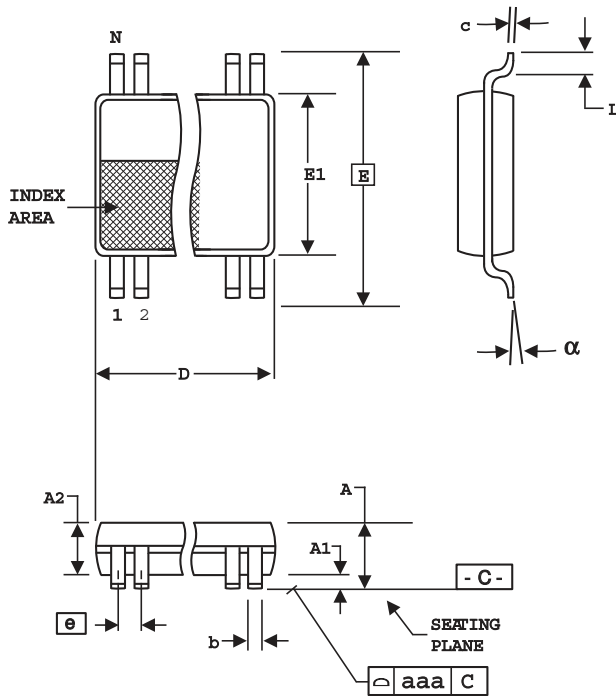 c
N
L
E1
E
INDEX
AREA
1 2
α
D
A2
A
A1
- C -
e
b
SEATING
PLANE
aaa C